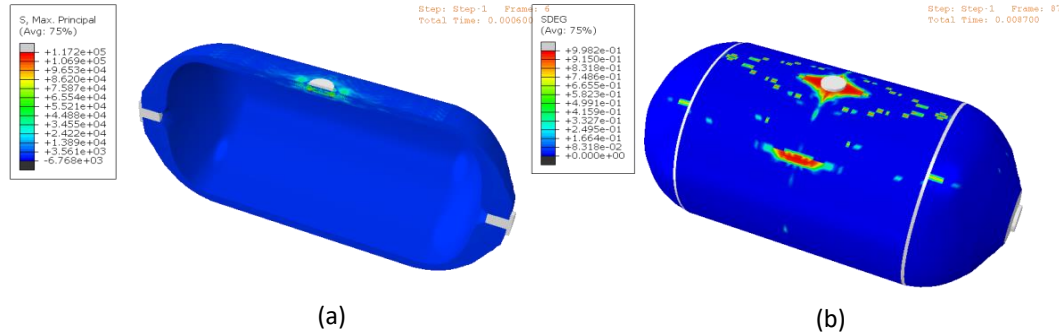 S, Max. Principal
(Avg: 75%)
+1.172e+05
+1.069e+05
+9.653e+04
+8.620e+04
+7.587e+04
+6.554e+04
+5.521e+04
+4.488e+04
+3.455e+04
+2.422e+04
+1.389e+04
+3.561e+03
-6.768e+03
Step: Step-1 Frame: 6
Total Time: 0.000600
(a)
SDEG
(Avg: 75%)
+9.982e-01
+9.150e-01
+8.318e-01
+7.486e-01
+6.655e-01
+5.823e-01
+4.991e-01
+4.159e-01
+3.327e-01
+2.495e-01
+1.664e-01
+8.318e-02
+0.000e+00
Step: Step-1 Frame: 87
Total Time: 0.008700
(b)